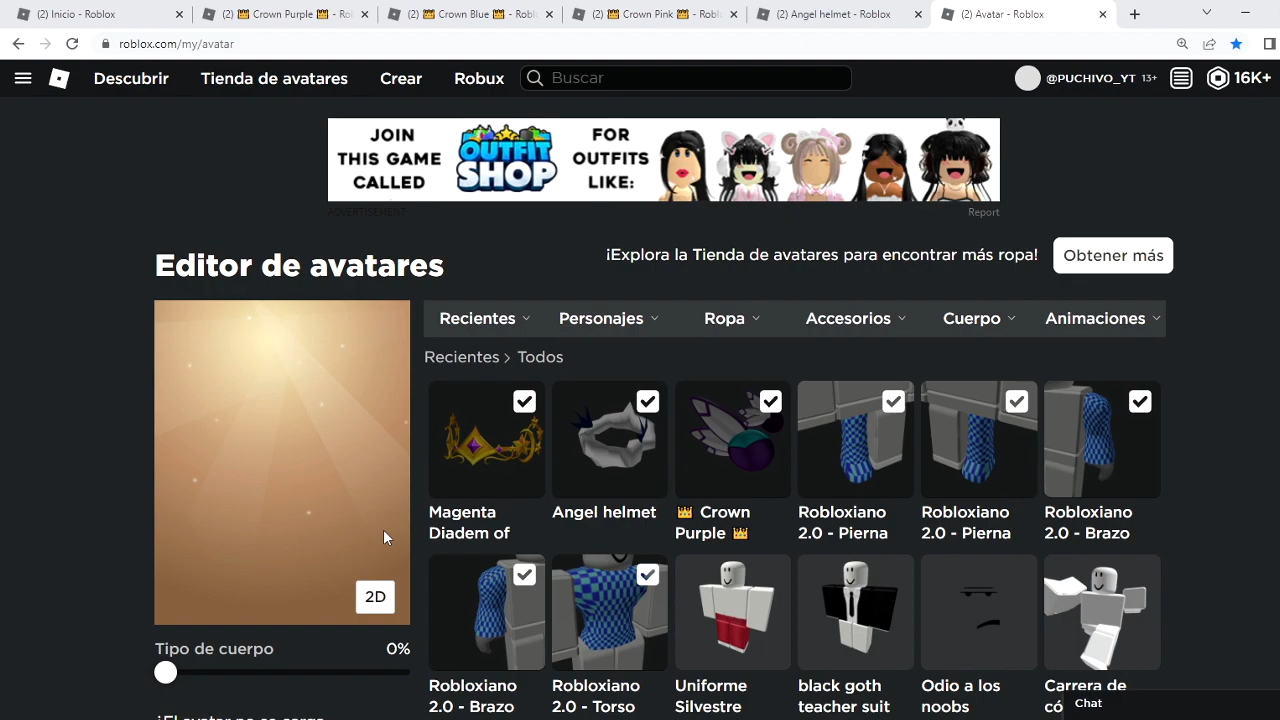 (2) Inicio - Roblox
(2) 👑 Crown Purple 👑 - Ro
(2) 👑 Crown Blue 👑 - Robl
(2) 👑 Crown Pink 👑 - Robl
(2) Angel helmet - Roblox
(2) Avatar - Roblox
roblox.com/my/avatar
Descubrir
Tienda de avatares
Crear
Robux
Buscar
@PUCHIVO_YT 13+
16K+
JOIN
THIS GAME
CALLED
OUTFIT
SHOP
FOR
OUTFITS
LIKE:
ADVERTISEMENT
Report
Editor de avatares
¡Explora la Tienda de avatares para encontrar más ropa!
Obtener más
Recientes
Personajes
Ropa
Accesorios
Cuerpo
Animaciones
Recientes > Todos
Magenta
Diadem of
Angel helmet
👑 Crown
Purple 👑
Robloxiano
2.0 - Pierna
Robloxiano
2.0 - Pierna
Robloxiano
2.0 - Brazo
2D
Tipo de cuerpo
0%
Robloxiano
2.0 - Brazo
Robloxiano
2.0 - Torso
Uniforme
Silvestre
black goth
teacher suit
Odio a los
noobs
Carrera de
có
Chat
¿El avatar no se carga